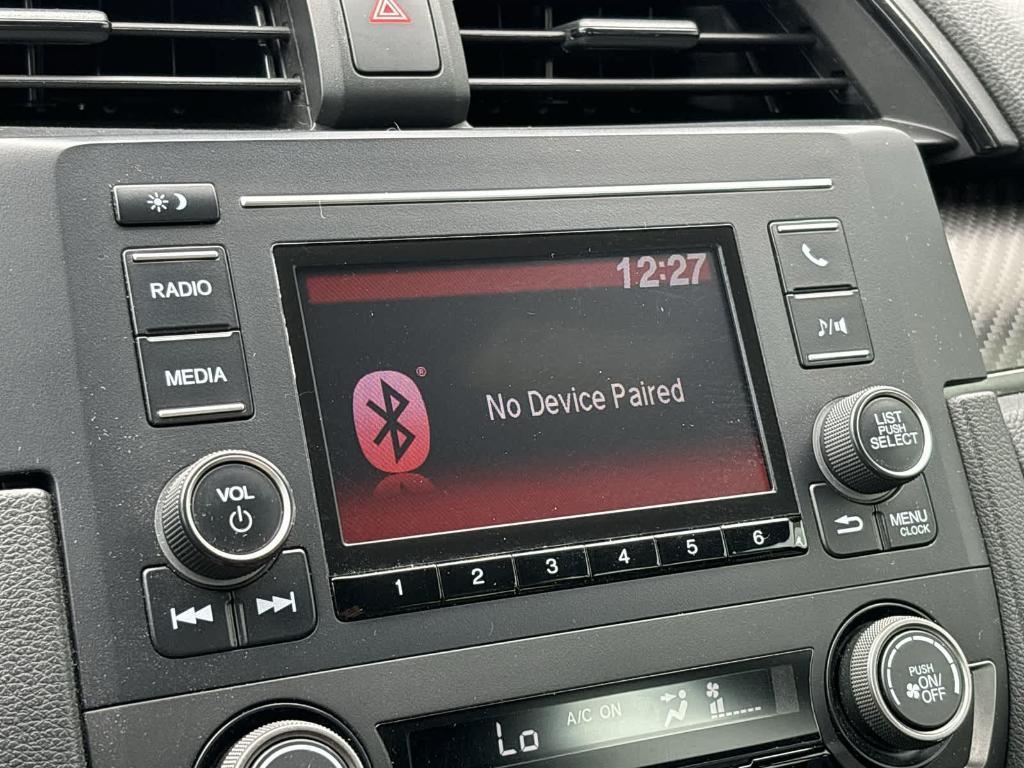 RADIO
MEDIA
12:27
®
No Device Paired
LIST
PUSH
SELECT
VOL
MENU
CLOCK
1 2 3 4 5 6
A
PUSH
ON/
OFF
A/C ON
Lo